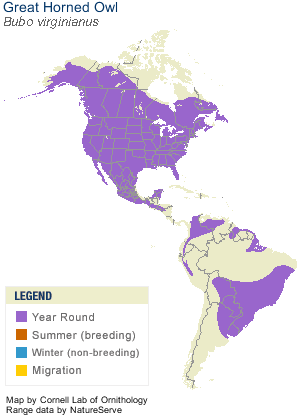 Great Horned Owl
Bubo virginianus
LEGEND
Year Round
Summer (breeding)
Winter (non-breeding)
Migration
Map by Cornell Lab of Ornithology
Range data by NatureServe